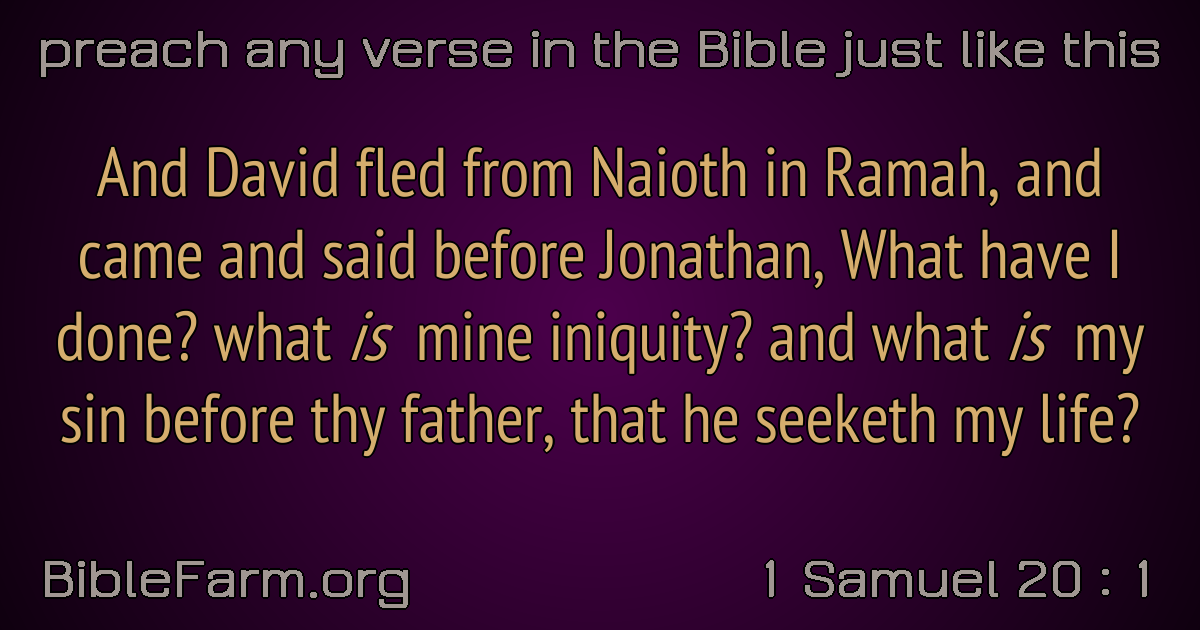 preach any verse in the Bible just like this
And David fled from Naioth in Ramah, and
came and said before Jonathan, What have I
done? what is mine iniquity? and what is my
sin before thy father, that he seeketh my life?
BibleFarm.org
1 Samuel 20 : 1